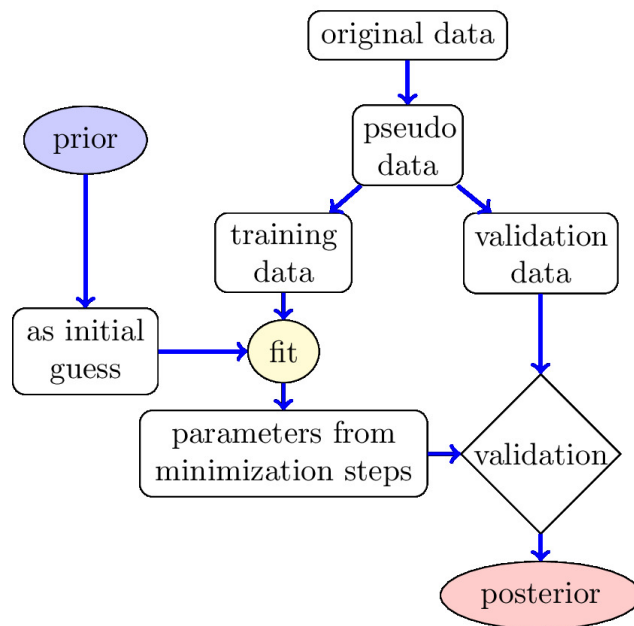 original data
prior
pseudo
data
training
data
validation
data
as initial
guess
fit
parameters from
minimization steps
validation
posterior